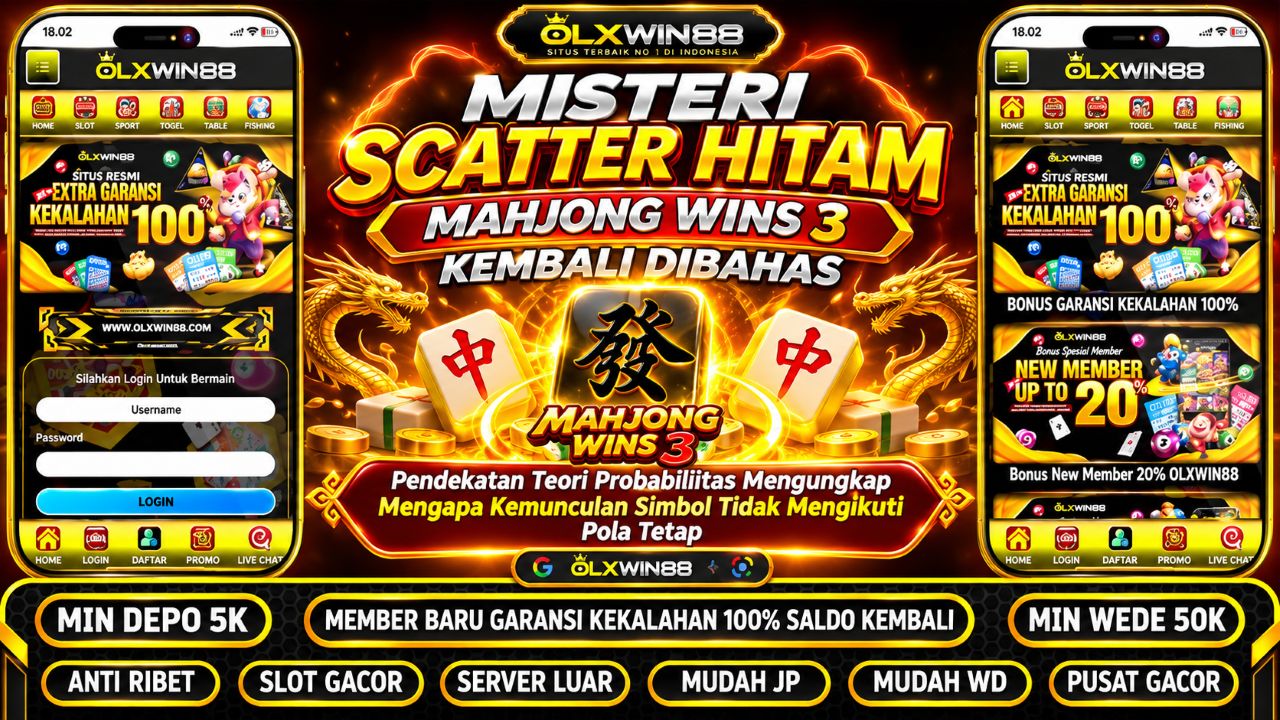 18.02
OLXWIN88
HOME SLOT SPORT TOGEL TABLE FISHING
OLXWIN88
SITUS RESMI
EXTRA GARANSI
KEKALAHAN 100%
WWW.OLXWIN88.COM
Silahkan Login Untuk Bermain
Username
Password
LOGIN
HOME LOGIN DAFTAR PROMO LIVE CHAT
OLXWIN88
SITUS TERBAIK NO 1 DI INDONESIA
MISTERI
SCATTER HITAM
MAHJONG WINS 3
KEMBALI DIBAHAS
中
發
中
MAHJONG
WINS 3
Pendekatan Teori Probabiliitas Mengungkap
Mengapa Kemunculan Simbol Tidak Mengikuti
Pola Tetap
G OLXWIN88
18.02
OLXWIN88
HOME SLOT SPORT TOGEL TABLE FISHING
OLXWIN88
SITUS RESMI
EXTRA GARANSI
KEKALAHAN 100%
BONUS GARANSI KEKALAHAN 100%
OLXWIN88
Bonus Spesial Member
NEW MEMBER
UP TO 20%
Bonus New Member 20% OLXWIN88
OLXWIN88
HOME LOGIN DAFTAR PROMO LIVE CHAT
MIN DEPO 5K
MEMBER BARU GARANSI KEKALAHAN 100% SALDO KEMBALI
MIN WEDE 50K
ANTI RIBET
SLOT GACOR
SERVER LUAR
MUDAH JP
MUDAH WD
PUSAT GACOR